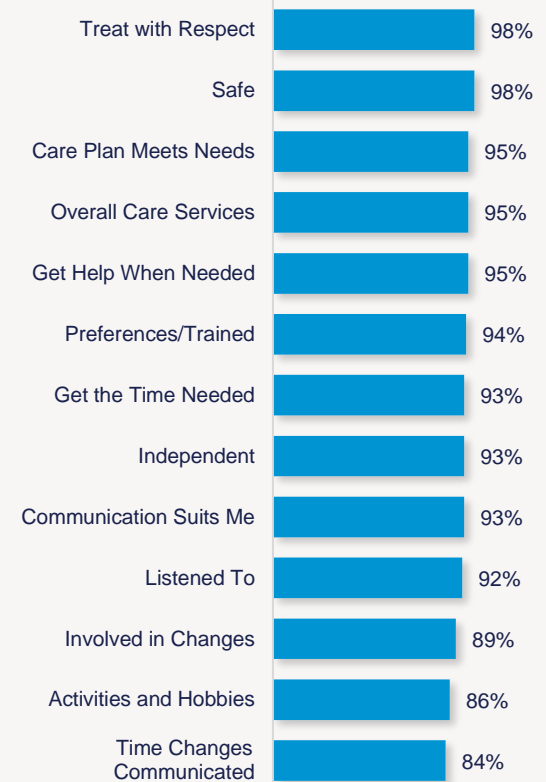 Treat with Respect 98%
Safe 98%
Care Plan Meets Needs 95%
Overall Care Services 95%
Get Help When Needed 95%
Preferences/Trained 94%
Get the Time Needed 93%
Independent 93%
Communication Suits Me 93%
Listened To 92%
Involved in Changes 89%
Activities and Hobbies 86%
Time Changes
Communicated 84%